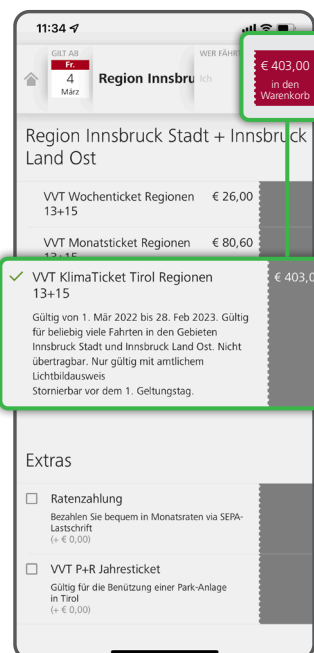 11:34
GILT AB
Fr.
4
März
Region Innsbru
WER FÄHRT
Ich
€ 403,00
in den
Warenkorb
Region Innsbruck Stadt + Innsbruck
Land Ost
VVT Wochenticket Regionen € 26,00
13+15
VVT Monatsticket Regionen € 80,60
13+15
VVT KlimaTicket Tirol Regionen € 403,0
13+15
Gültig von 1. Mär 2022 bis 28. Feb 2023. Gültig
für beliebig viele Fahrten in den Gebieten
Innsbruck Stadt und Innsbruck Land Ost. Nicht
übertragbar. Nur gültig mit amtlichem
Lichtbildausweis
Stornierbar vor dem 1. Geltungstag.
Extras
Ratenzahlung
Bezahlen Sie bequem in Monatsraten via SEPA-
Lastschrift
(+ € 0,00)
VVT P+R Jahresticket
Gültig für die Benützung einer Park-Anlage
in Tirol
(+ € 0,00)